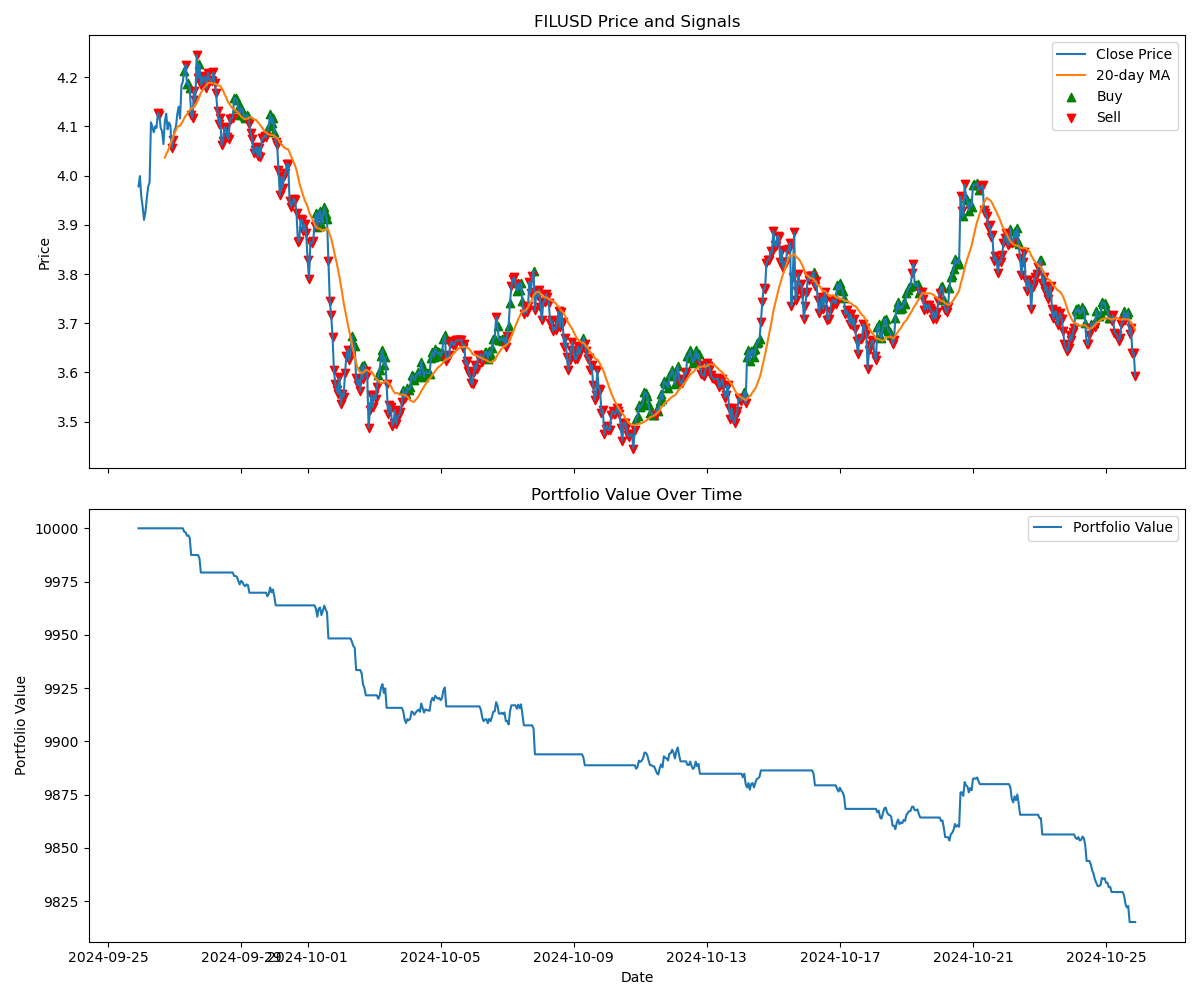 FILUSD Price and Signals
Close Price
20-day MA
Buy
Sell
4.2
4.1
4.0
3.9
3.8
3.7
3.6
3.5
Price
Portfolio Value Over Time
Portfolio Value
10000
9975
9950
9925
9900
9875
9850
9825
Portfolio Value
2024-09-25 2024-09-29 2024-10-01 2024-10-05 2024-10-09 2024-10-13 2024-10-17 2024-10-21 2024-10-25
Date